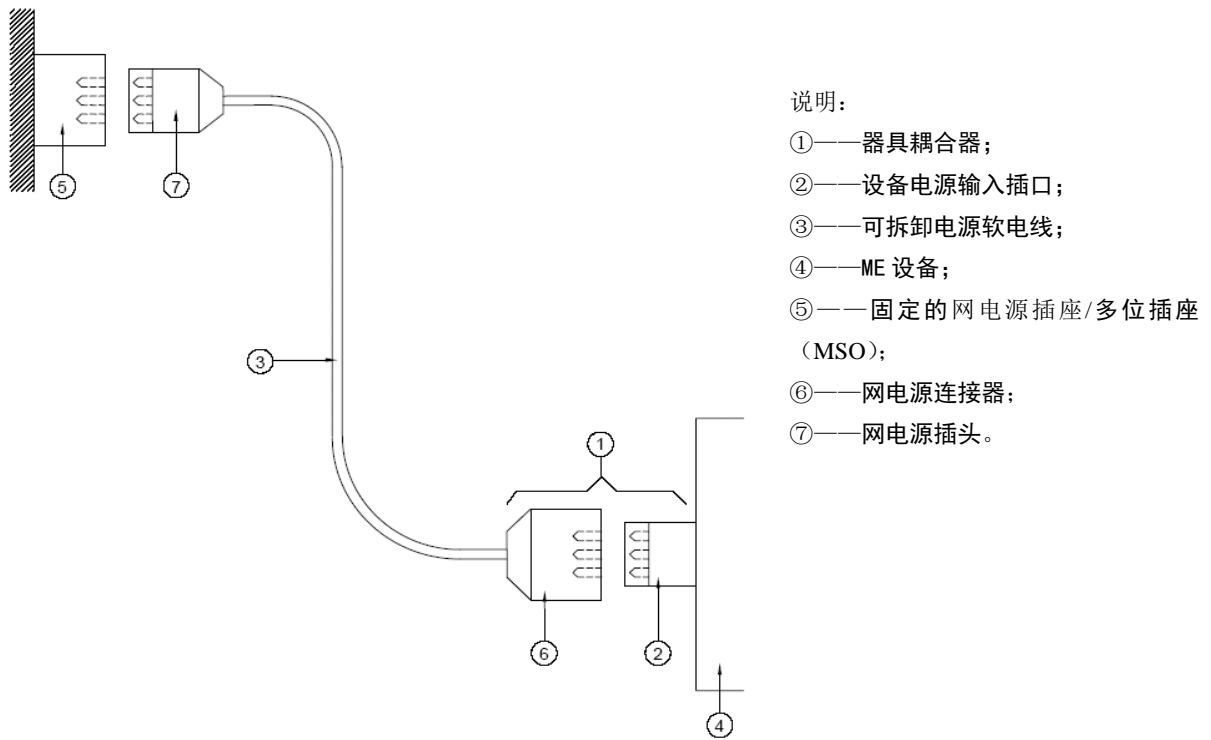 说明：
①——器具耦合器；
②——设备电源输入插口；
③——可拆卸电源软电线；
④——ME 设备；
⑤——固定的网电源插座/多位插座
（MSO）；
⑥——网电源连接器；
⑦——网电源插头。
⑤
⑦
③
①
⑥
②
④